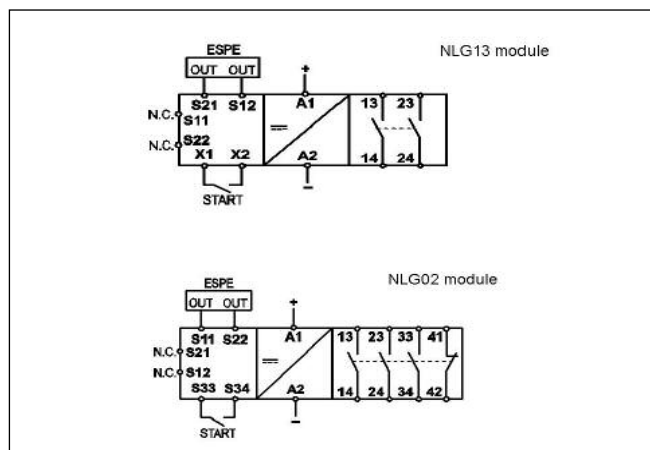 NLG13 module
ESPE
OUT OUT
+
S21 S12 A1 13 23
N.C. S11
N.C. S22
X1 X2 A2 14 24
START
−
NLG02 module
ESPE
OUT OUT
+
S11 S22 A1 13 23 33 41
N.C. S21
N.C. S12
S33 S34 A2 14 24 34 42
START
−